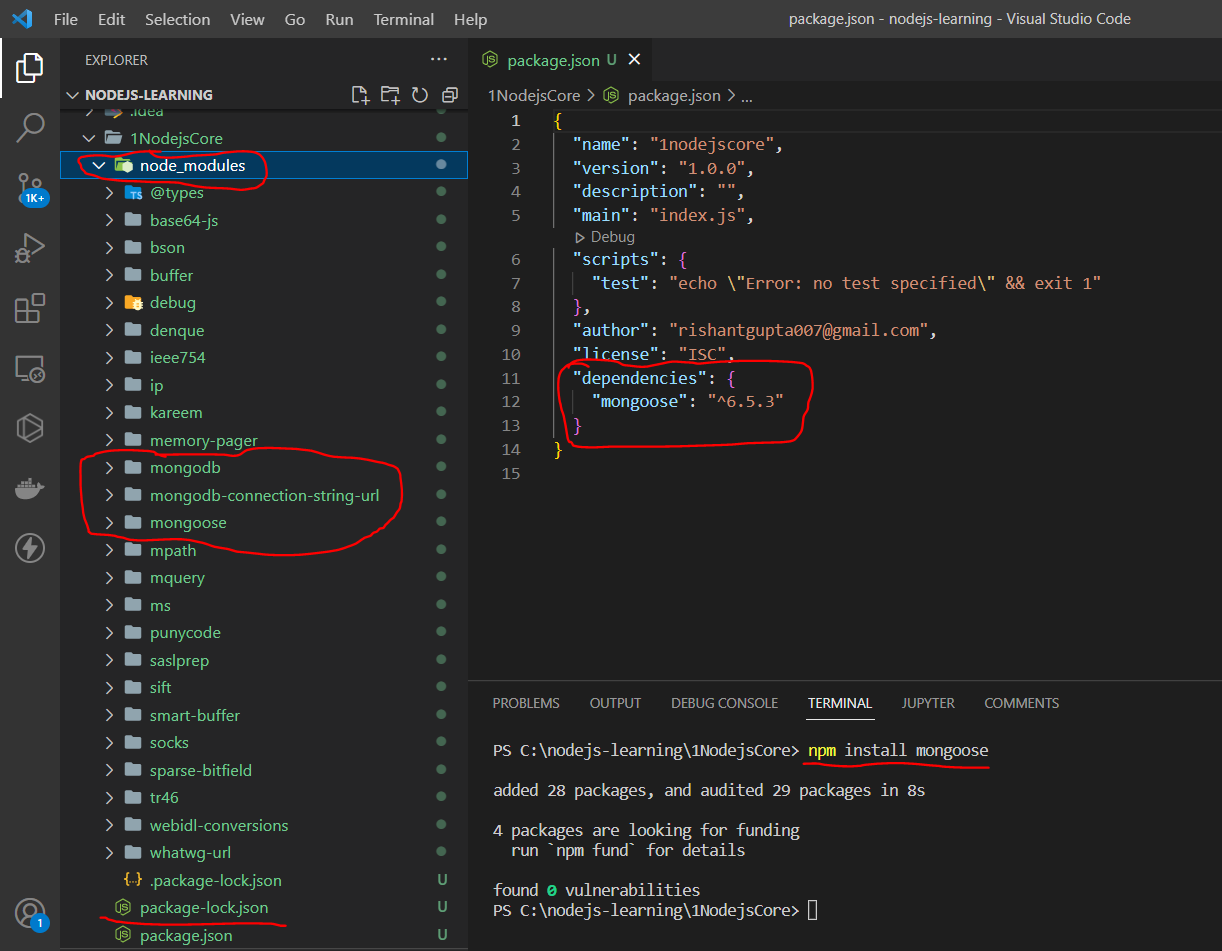 File Edit Selection View Go Run Terminal Help
package.json - nodejs-learning - Visual Studio Code
EXPLORER
NODEJS-LEARNING
.idea
1NodejsCore
node_modules
TS @types
base64-js
bson
buffer
debug
denque
ieee754
ip
kareem
memory-pager
mongodb
mongodb-connection-string-url
mongoose
mpath
mquery
ms
punycode
saslprep
sift
smart-buffer
socks
sparse-bitfield
tr46
webidl-conversions
whatwg-url
{..} .package-lock.json U
package-lock.json U
package.json U
1K+
1
package.json U
1NodejsCore > package.json > ...
1 {
2 "name": "1nodejscore",
3 "version": "1.0.0",
4 "description": "",
5 "main": "index.js",
Debug
6 "scripts": {
7 "test": "echo \"Error: no test specified\" && exit 1"
8 },
9 "author": "rishantgupta007@gmail.com",
10 "license": "ISC",
11 "dependencies": {
12 "mongoose": "^6.5.3"
13 }
14 }
15
PROBLEMS OUTPUT DEBUG CONSOLE TERMINAL JUPYTER COMMENTS
PS C:\nodejs-learning\1NodejsCore> npm install mongoose
added 28 packages, and audited 29 packages in 8s
4 packages are looking for funding
run `npm fund` for details
found 0 vulnerabilities
PS C:\nodejs-learning\1NodejsCore>